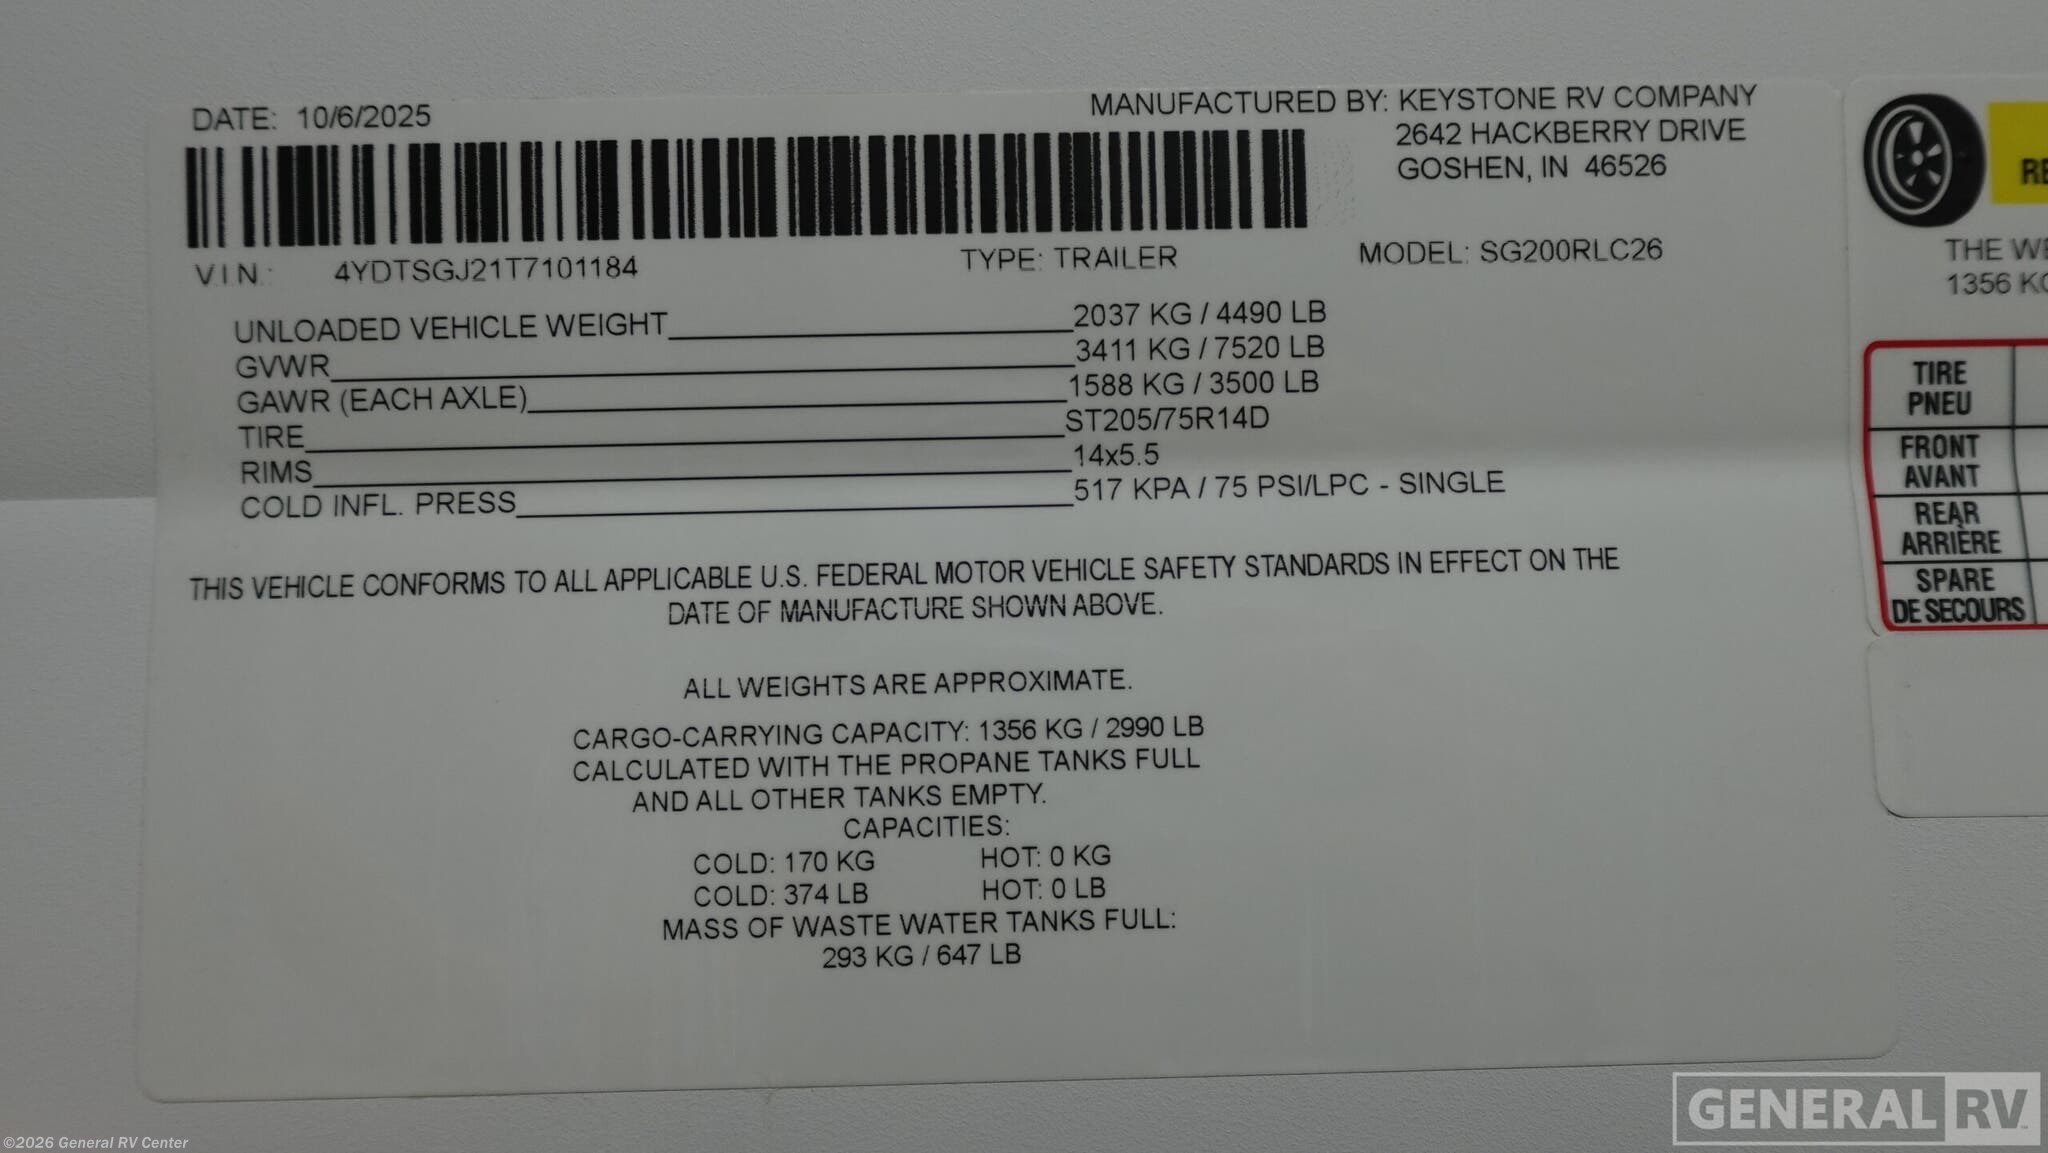 DATE: 10/6/2025
MANUFACTURED BY: KEYSTONE RV COMPANY
2642 HACKBERRY DRIVE
GOSHEN, IN 46526
V.I.N.: 4YDTSGJ21T7101184
TYPE: TRAILER
MODEL: SG200RLC26
UNLOADED VEHICLE WEIGHT 2037 KG / 4490 LB
GVWR 3411 KG / 7520 LB
GAWR (EACH AXLE) 1588 KG / 3500 LB
TIRE ST205/75R14D
RIMS 14x5.5
COLD INFL. PRESS 517 KPA / 75 PSI/LPC - SINGLE
THIS VEHICLE CONFORMS TO ALL APPLICABLE U.S. FEDERAL MOTOR VEHICLE SAFETY STANDARDS IN EFFECT ON THE
DATE OF MANUFACTURE SHOWN ABOVE.
ALL WEIGHTS ARE APPROXIMATE.
CARGO-CARRYING CAPACITY: 1356 KG / 2990 LB
CALCULATED WITH THE PROPANE TANKS FULL
AND ALL OTHER TANKS EMPTY.
CAPACITIES:
COLD: 170 KG HOT: 0 KG
COLD: 374 LB HOT: 0 LB
MASS OF WASTE WATER TANKS FULL:
293 KG / 647 LB
THE
1356
TIRE
PNEU
FRONT
AVANT
REAR
ARRIÈRE
SPARE
DE SECOURS
GENERAL RV
©2026 General RV Center